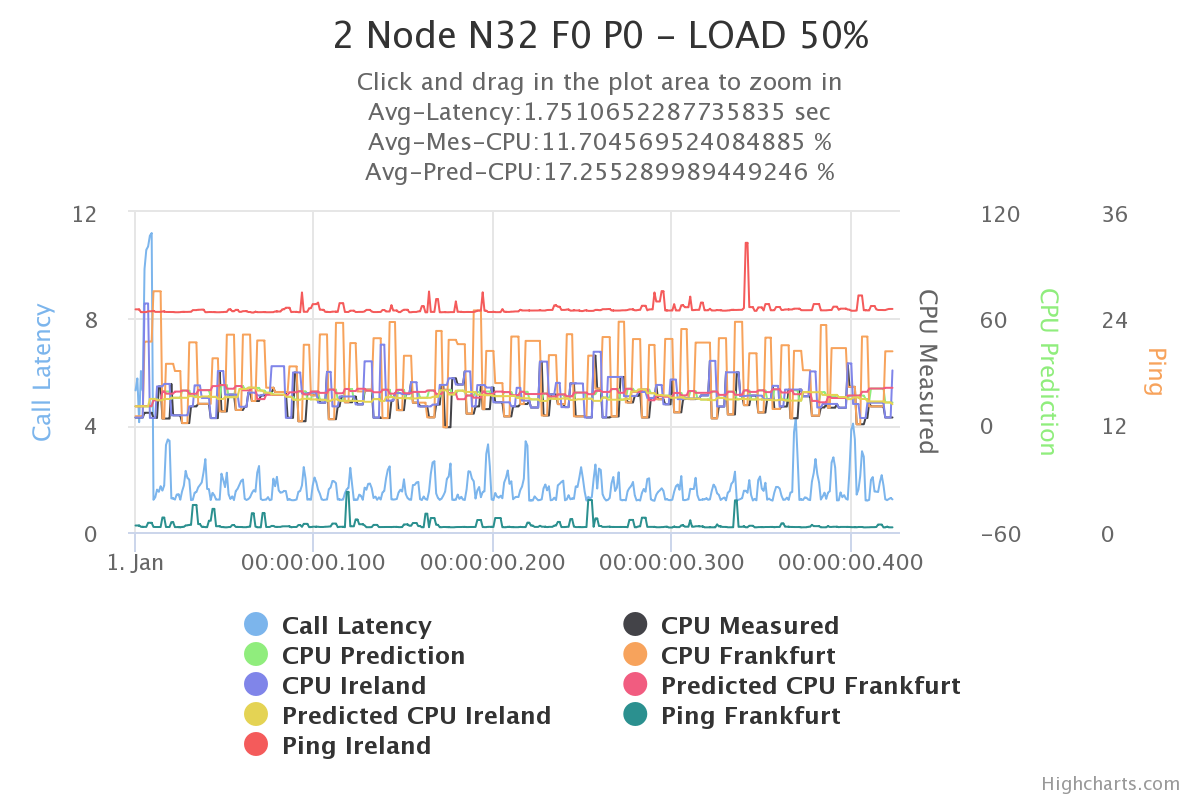 2 Node N32 F0 P0 - LOAD 50%
Click and drag in the plot area to zoom in
Avg-Latency:1.7510652287735835 sec
Avg-Mes-CPU:11.704569524084885 %
Avg-Pred-CPU:17.255289989449246 %
12
8
4
0
Call Latency
120
60
0
-60
CPU Measured
CPU Prediction
36
24
12
0
Ping
1. Jan
00:00:00.100
00:00:00.200
00:00:00.300
00:00:00.400
Call Latency
CPU Measured
CPU Prediction
CPU Frankfurt
CPU Ireland
Predicted CPU Frankfurt
Predicted CPU Ireland
Ping Frankfurt
Ping Ireland
Highcharts.com